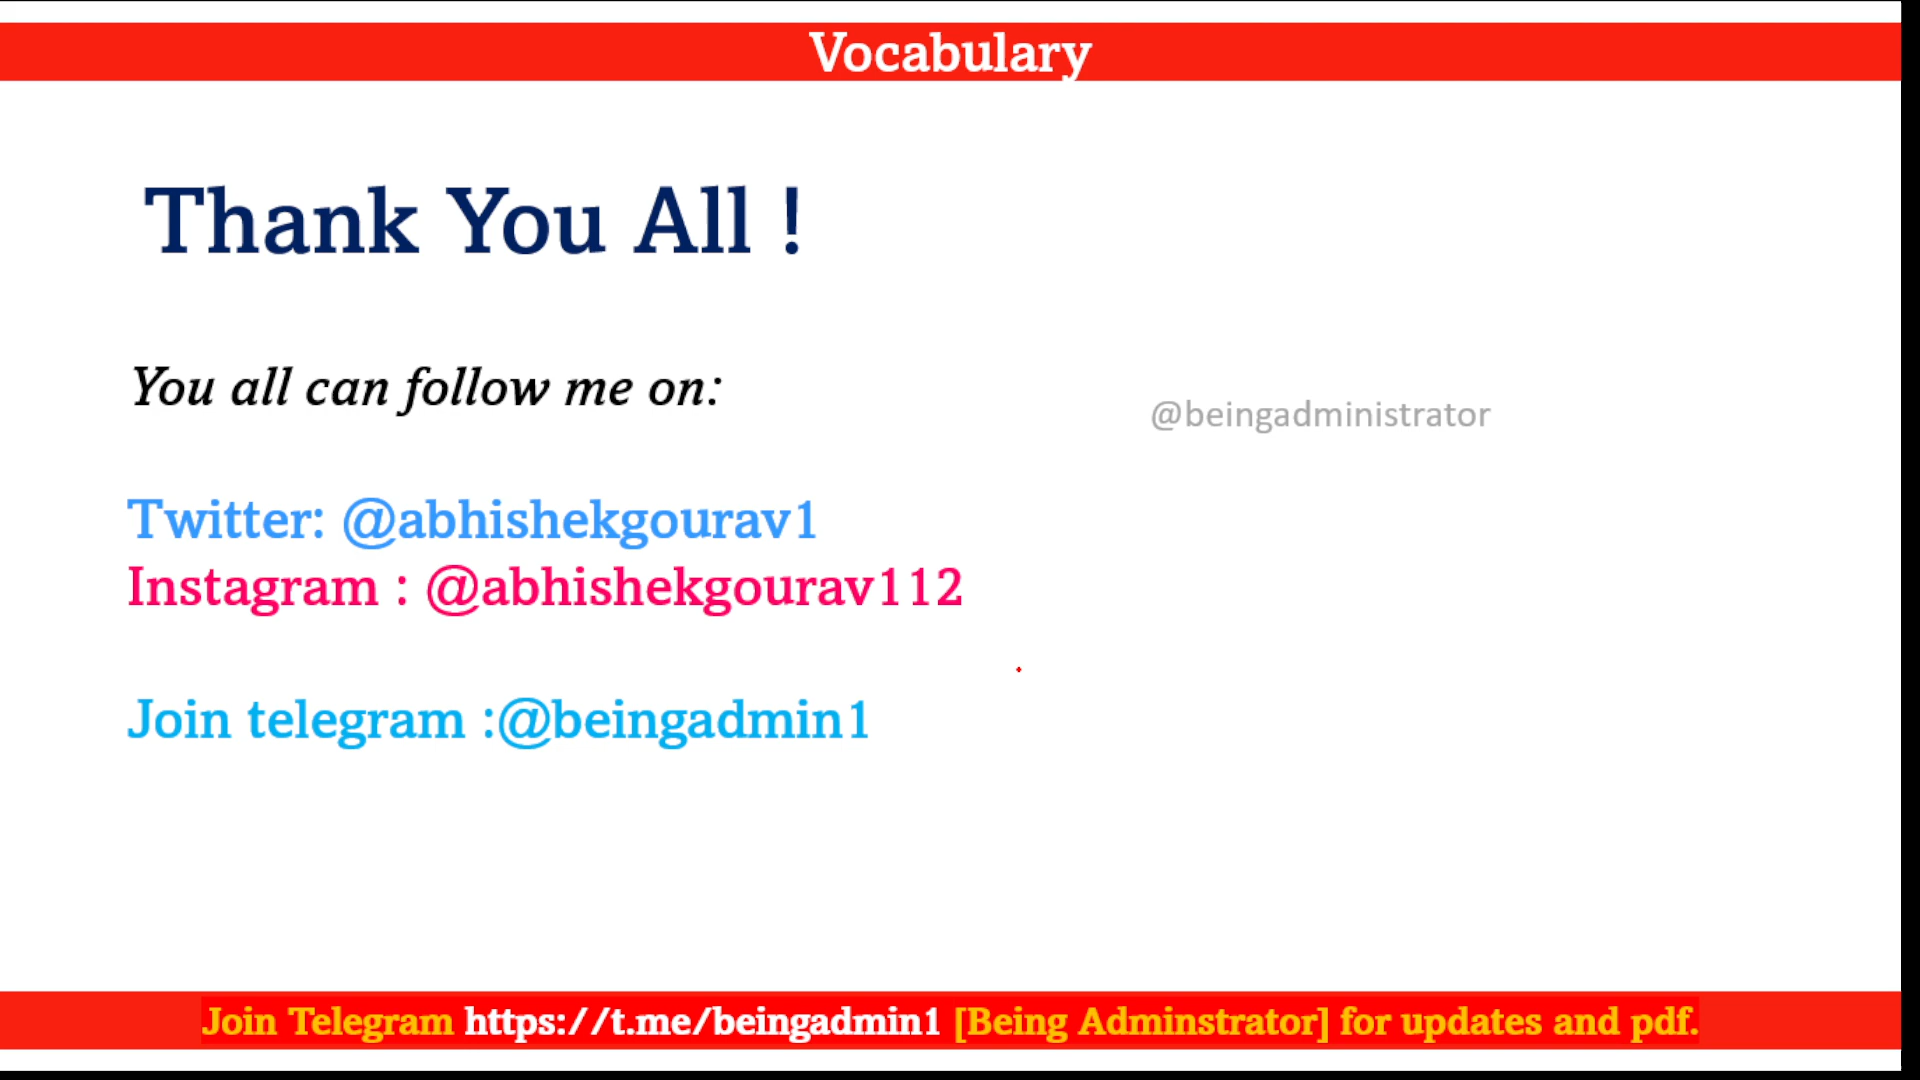 Vocabulary
Thank You All !
You all can follow me on:
@beingadministrator
Twitter: @abhishekgourav1
Instagram : @abhishekgourav112
Join telegram :@beingadmin1
Join Telegram https://t.me/beingadmin1 [Being Adminstrator] for updates and pdf.